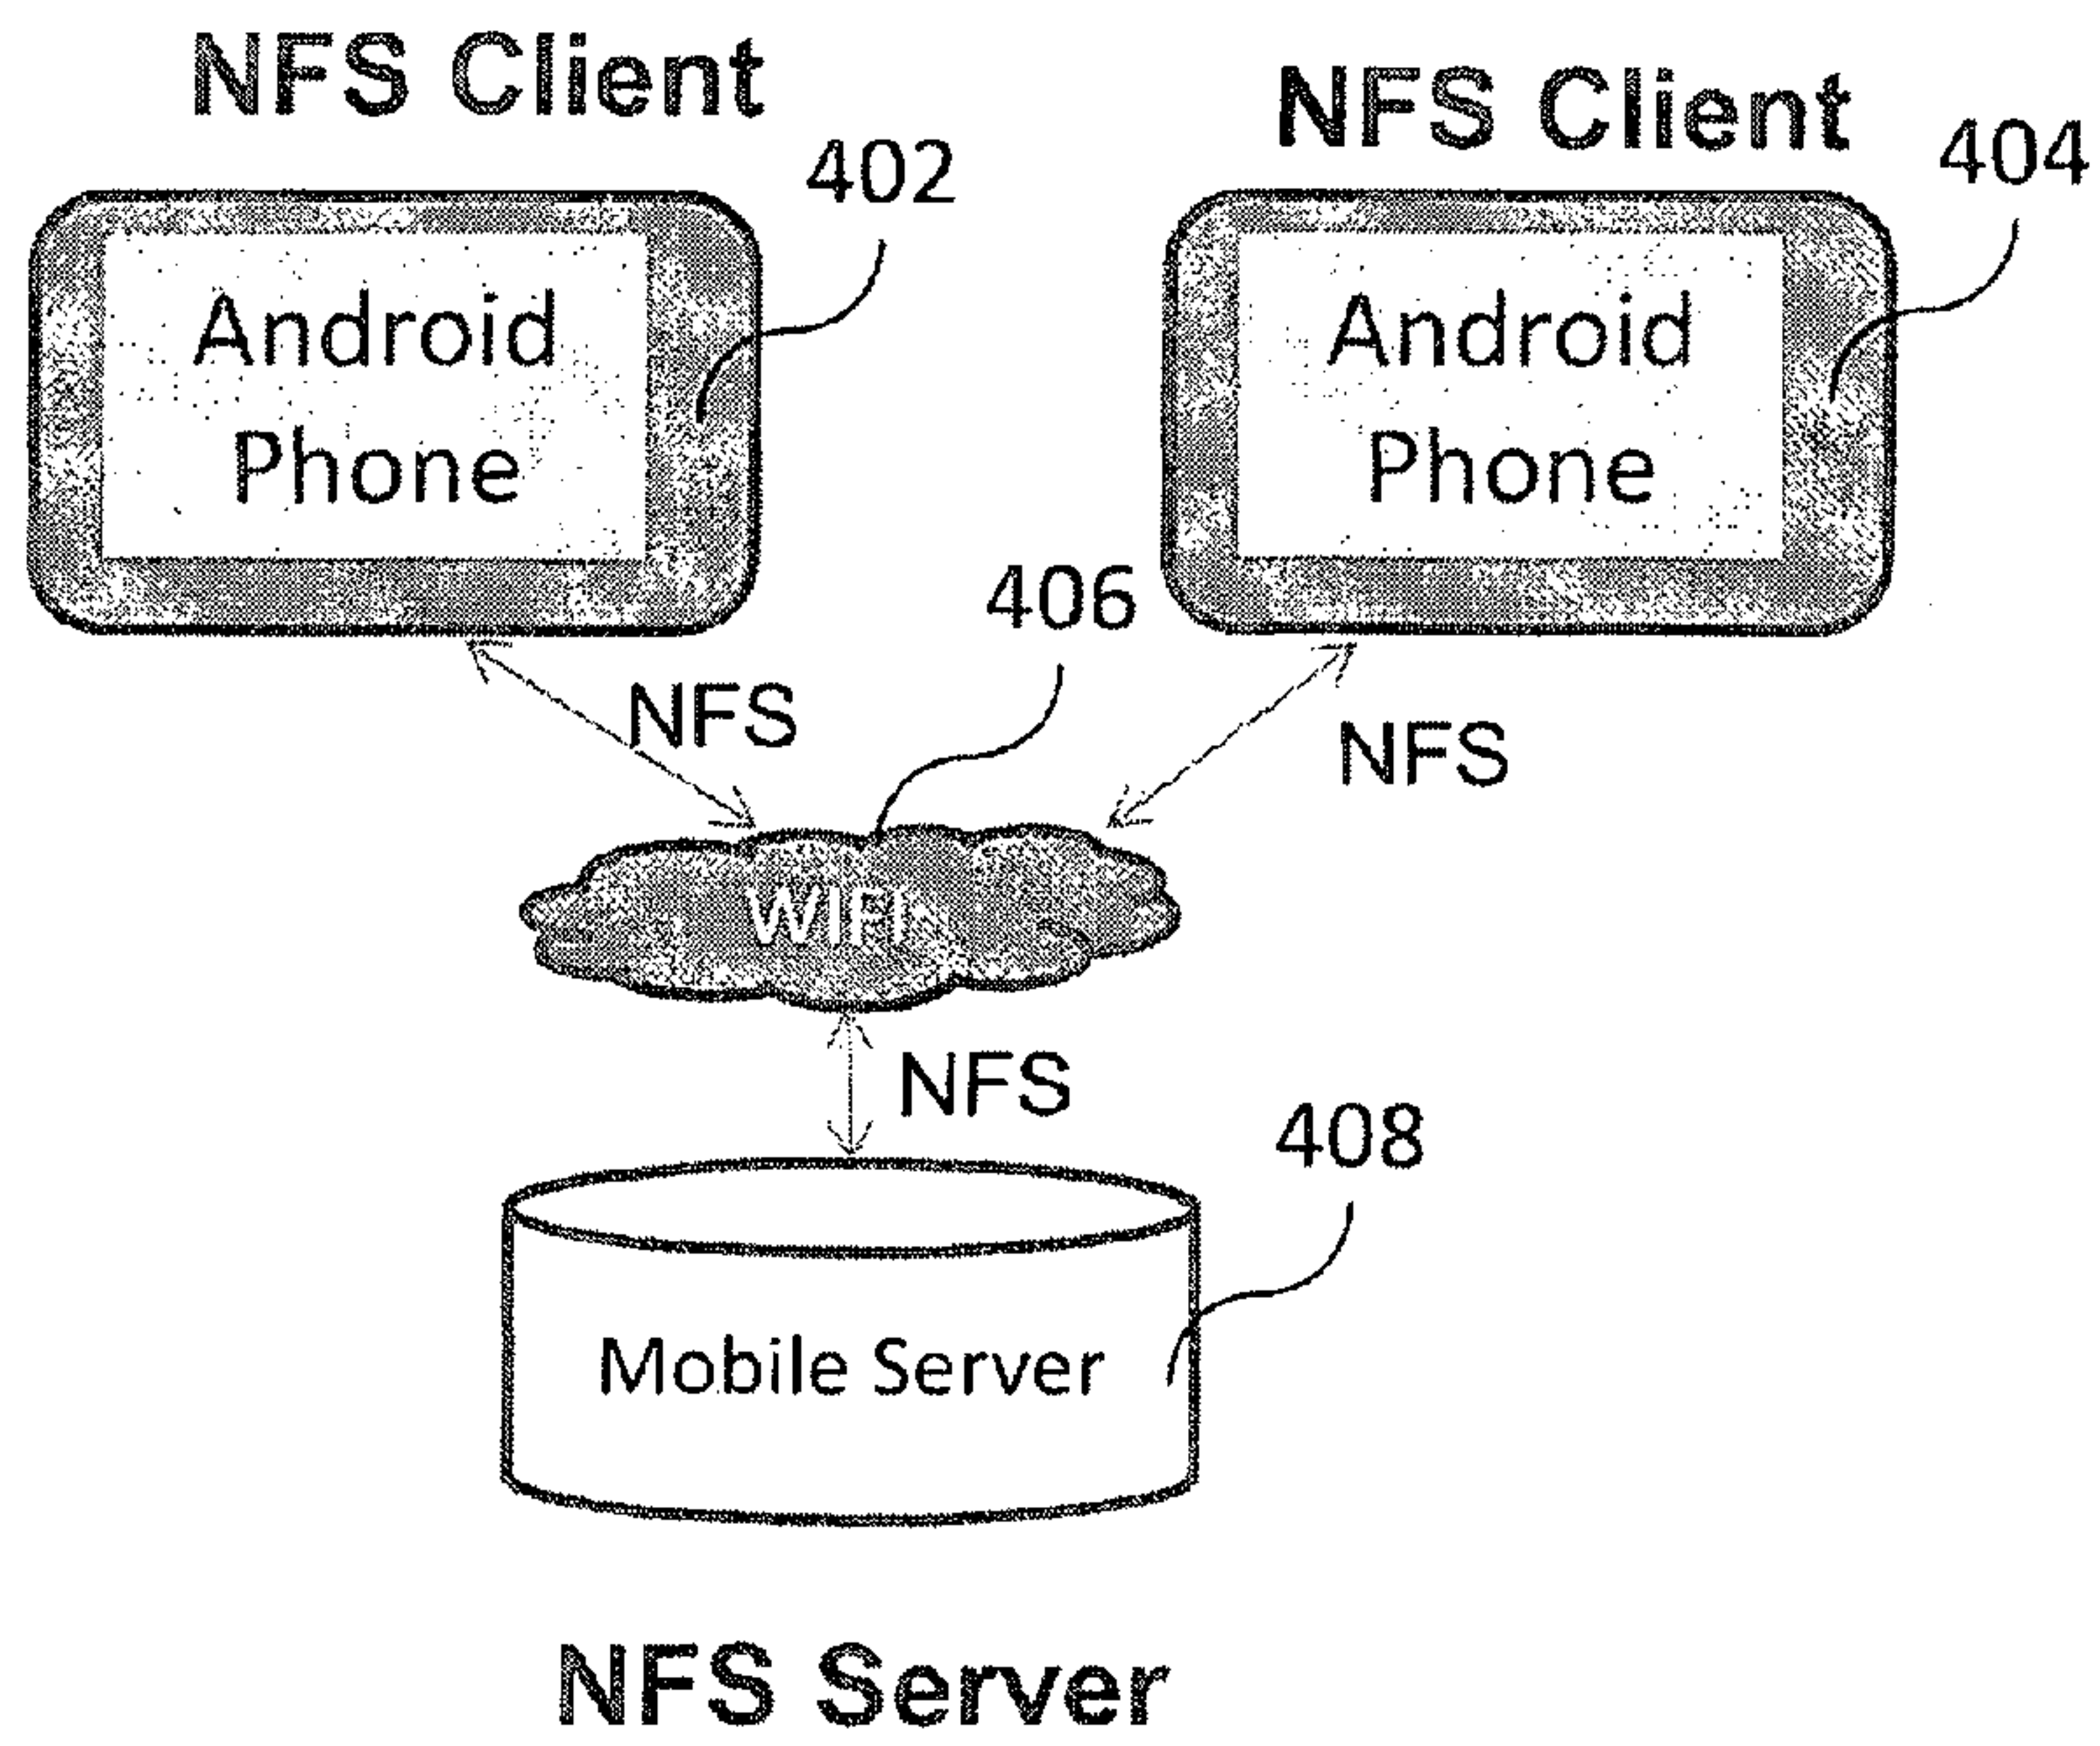 NFS Client
NFS Client
402
404
Android
Phone
Android
Phone
406
NFS
NFS
WIFI
NFS
408
Mobile Server
NFS Server